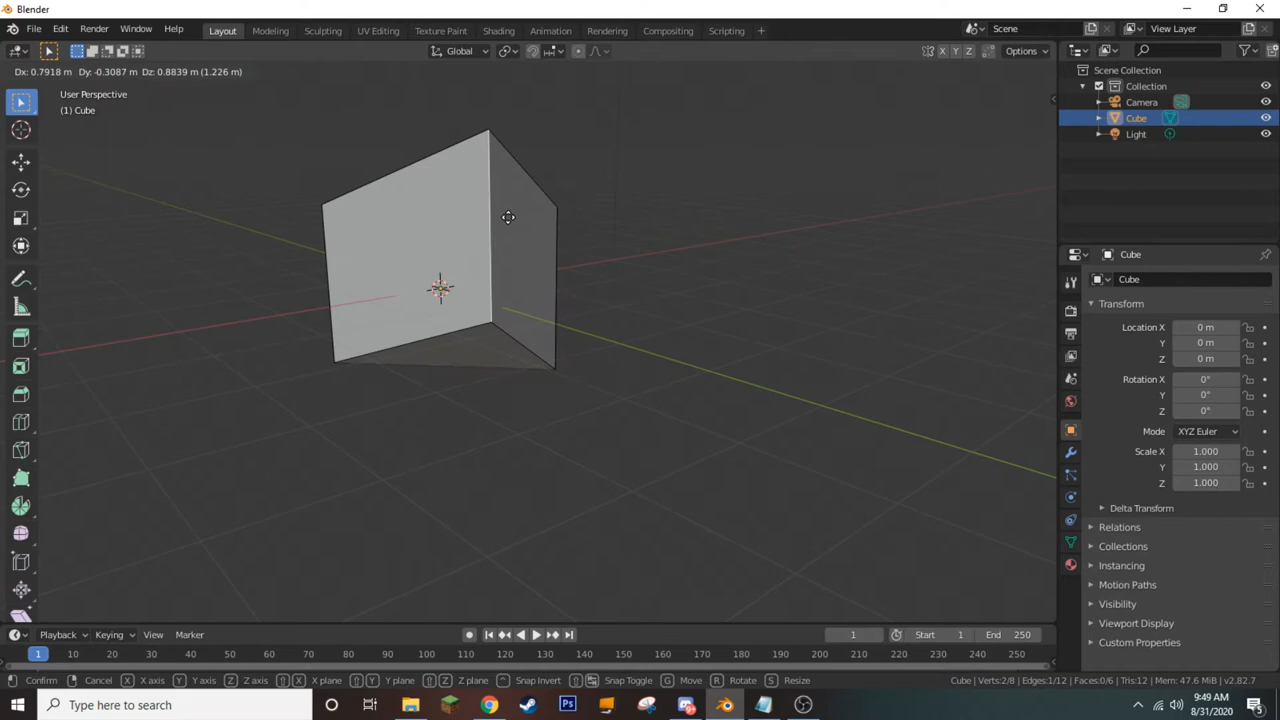 Blender
File Edit Render Window Help
Layout Modeling Sculpting UV Editing Texture Paint Shading Animation Rendering Compositing Scripting +
Scene
View Layer
Global
X Y Z
Options
Dx: 0.7918 m Dy: -0.3087 m Dz: 0.8839 m (1.226 m)
User Perspective
(1) Cube
Scene Collection
Collection
Camera
Cube
Light
Cube
Cube
Transform
Location X 0 m
Y 0 m
Z 0 m
Rotation X 0°
Y 0°
Z 0°
Mode XYZ Euler
Scale X 1.000
Y 1.000
Z 1.000
Delta Transform
Relations
Collections
Instancing
Motion Paths
Visibility
Viewport Display
Custom Properties
Playback Keying View Marker
1 Start 1 End 250
1 10 20 30 40 50 60 70 80 90 100 110 120 130 140 150 160 170 180 190 200 210 220 230 240 250
Confirm Cancel X X axis Y Y axis Z Z axis X X plane Y Y plane Z Z plane Snap Invert Snap Toggle G Move R Rotate S Resize
Cube | Verts:2/8 | Edges:1/12 | Faces:0/6 | Tris:12 | Mem: 47.6 MiB | v2.82.7
Type here to search
Ps
9:49 AM
8/31/2020